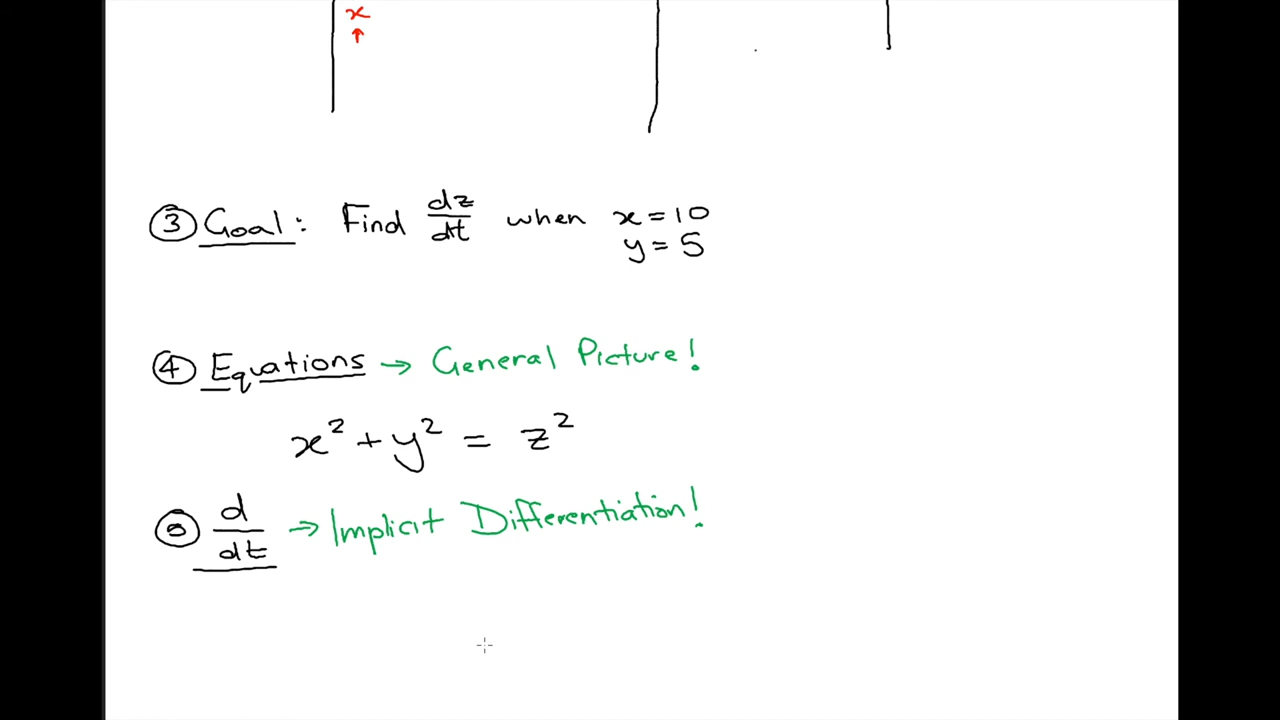 x
↑
③ Goal: Find dz/dt when x = 10
y = 5
④ Equations → General Picture!
x² + y² = z²
⑤ d/dt → Implicit Differentiation!